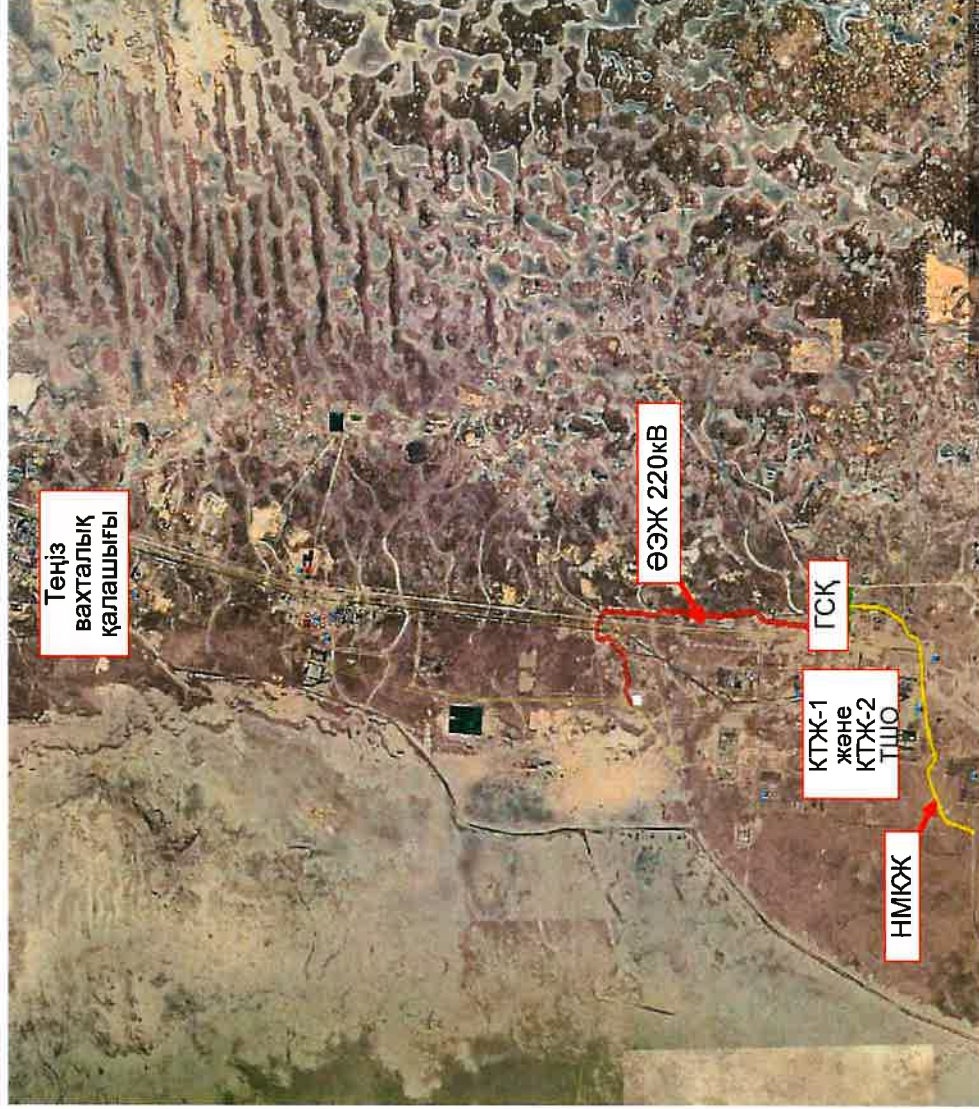 Теңіз
вахталық
қалашығы
ӘЭЖ 220кВ
ГСҚ
КТЖ-1
және
КТЖ-2
ТШО
НМКЖ